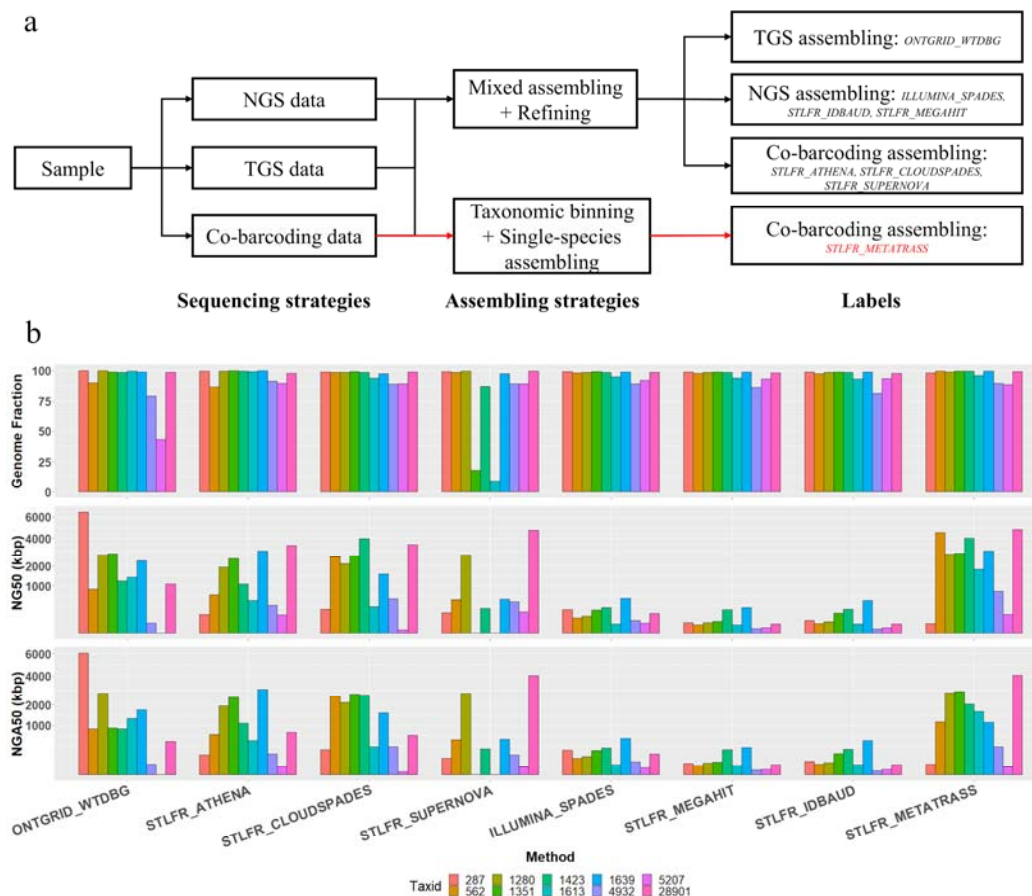 a
Sample
NGS data
TGS data
Co-barcoding data
Sequencing strategies
Mixed assembling
+ Refining
Taxonomic binning
+ Single-species
assembling
Assembling strategies
TGS assembling: ONTGRID_WTDBG
NGS assembling: ILLUMINA_SPADES,
STLFR_IDBAUD, STLFR_MEGAHIT
Co-barcoding assembling:
STLFR_ATHENA, STLFR_CLOUDSPADES,
STLFR_SUPERNOVA
Co-barcoding assembling:
STLFR_METATRASS
Labels
b
Genome Fraction
100
75
50
25
0
NG50 (kbp)
6000
4000
2000
1000
NGA50 (kbp)
6000
4000
2000
1000
ONTGRID_WTDBG
STLFR_ATHENA
STLFR_CLOUDSPADES
STLFR_SUPERNOVA
ILLUMINA_SPADES
STLFR_MEGAHIT
STLFR_IDBAUD
STLFR_METATRASS
Method
Taxid
287 1280 1423 1639 5207
562 1351 1613 4932 28901